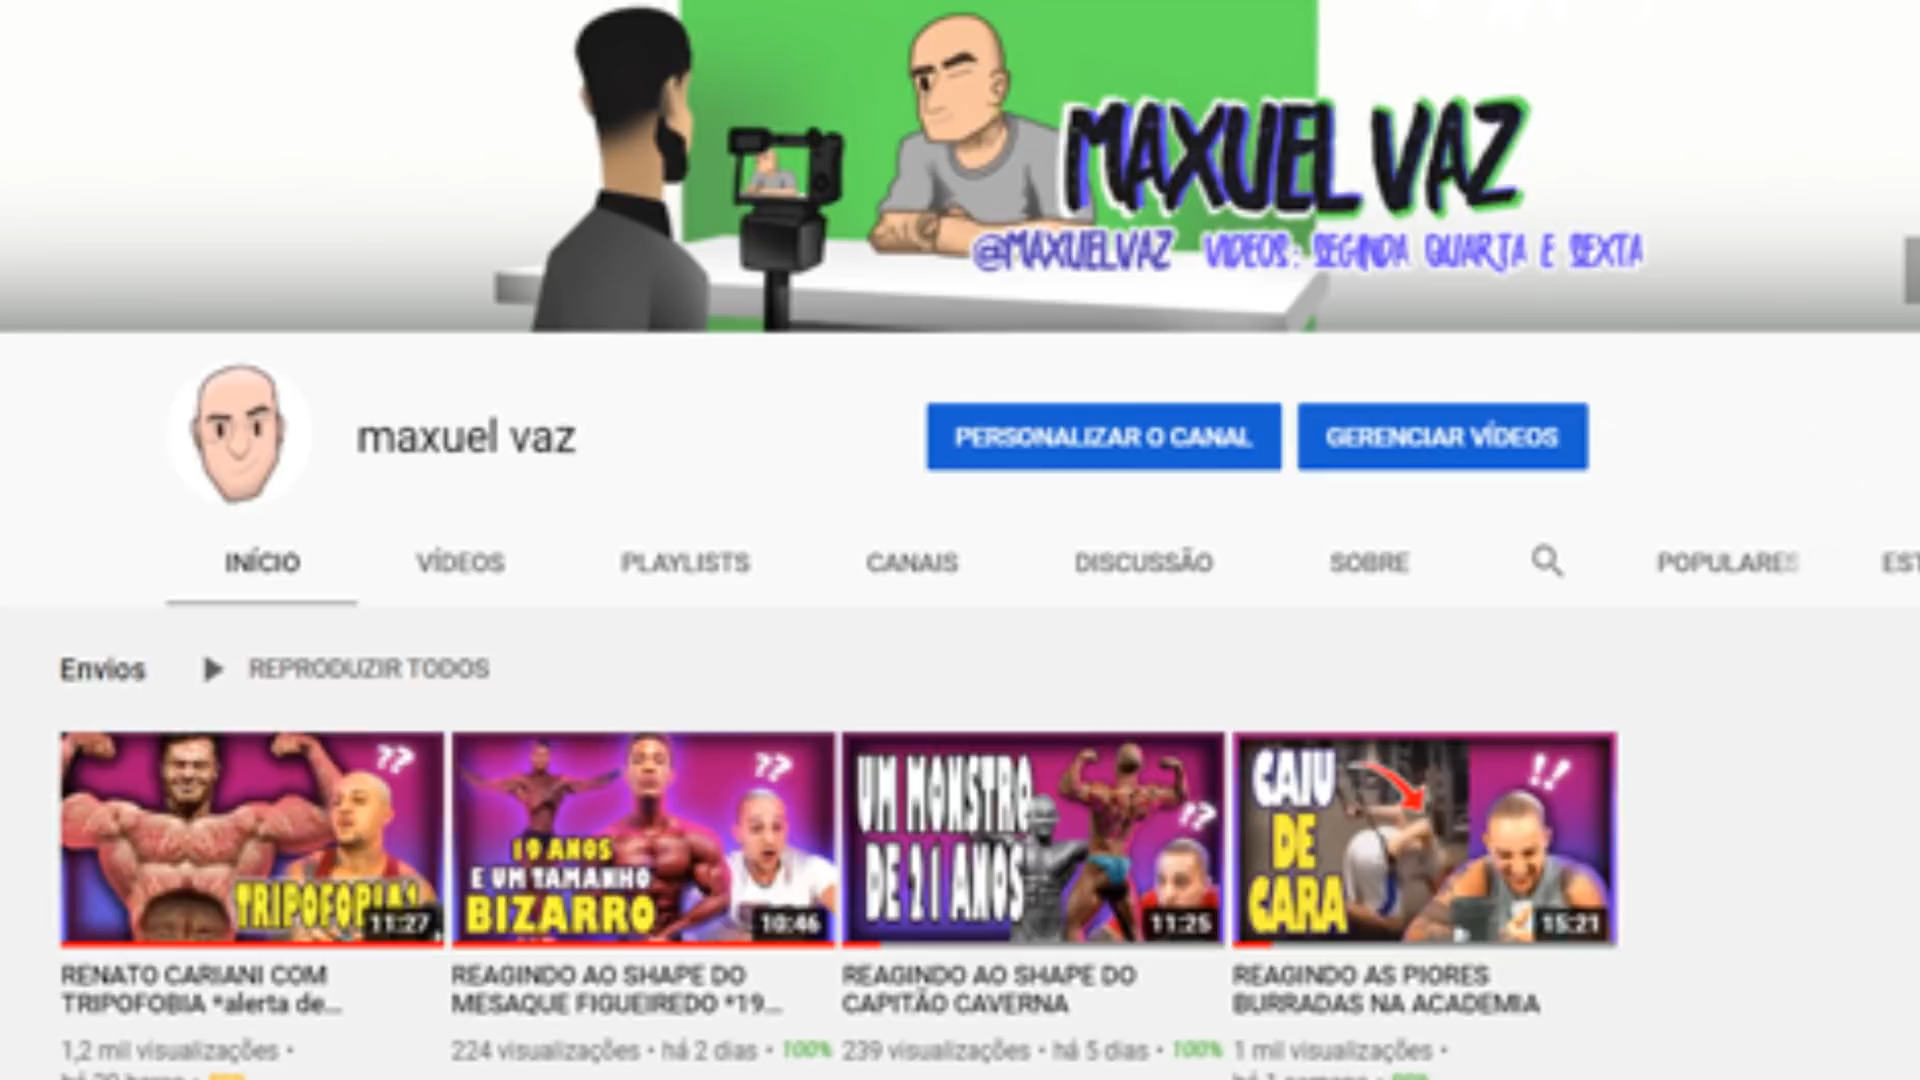 MAXUEL VAZ
@MAXUELVAZ VIDEOS: SEGUNDA QUARTA E SEXTA
maxuel vaz
PERSONALIZAR O CANAL
GERENCIAR VÍDEOS
INÍCIO VÍDEOS PLAYLISTS CANAIS DISCUSSÃO SOBRE POPULARES EST
Envios REPRODUZIR TODOS
??
TRIPOFOPIA!
11:27
??
19 ANOS
E UM TAMANHO
BIZARRO
10:46
UM MONSTRO
DE 21 ANOS
!?
11:25
CAIU
DE
CARA
!!
15:21
RENATO CARIANI COM
TRIPOFOBIA *alerta de...
1,2 mil visualizações •
REAGINDO AO SHAPE DO
MESAQUE FIGUEIREDO *19...
224 visualizações • há 2 dias • 100%
REAGINDO AO SHAPE DO
CAPITÃO CAVERNA
239 visualizações • há 5 dias • 100%
REAGINDO AS PIORES
BURRADAS NA ACADEMIA
1 mil visualizações •